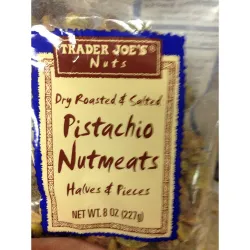 TRADER JOE'S®
Nuts
Dry Roasted & Salted
Pistachio
Nutmeats
Halves & Pieces
NET WT. 8 OZ (227g)